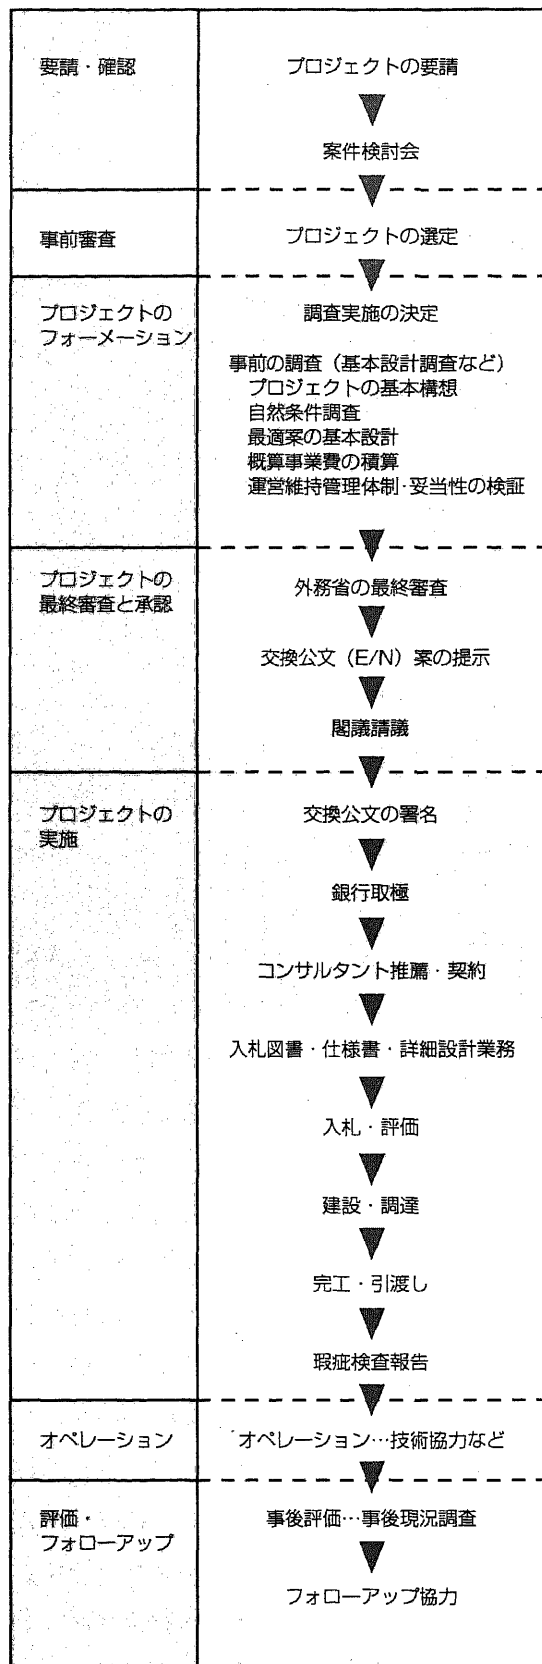 要請・確認
プロジェクトの要請
案件検討会
事前審査
プロジェクトの選定
プロジェクトの
フォーメーション
調査実施の決定
事前の調査（基本設計調査など）
プロジェクトの基本構想
自然条件調査
最適案の基本設計
概算事業費の積算
運営維持管理体制・妥当性の検証
プロジェクトの
最終審査と承認
外務省の最終審査
交換公文（E/N）案の提示
閣議請議
プロジェクトの
実施
交換公文の署名
銀行取極
コンサルタント推薦・契約
入札図書・仕様書・詳細設計業務
入札・評価
建設・調達
完工・引渡し
瑕疵検査報告
オペレーション
オペレーション…技術協力など
評価・
フォローアップ
事後評価…事後現況調査
フォローアップ協力